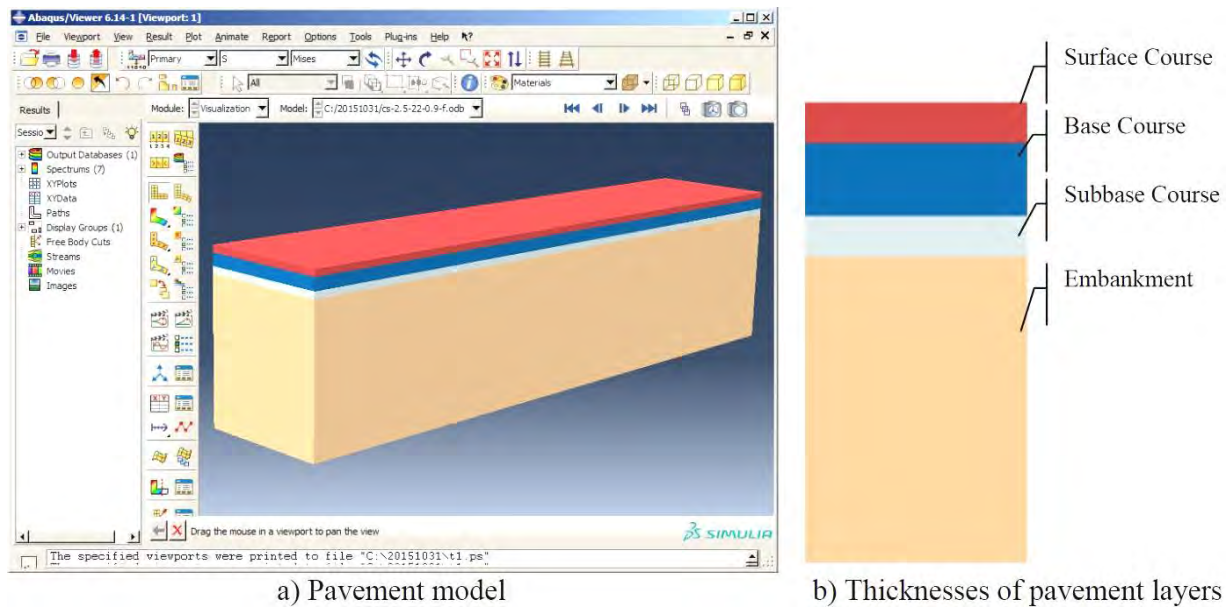 Abaqus/Viewer 6.14-1 [Viewport: 1]
File Viewport View Result Plot Animate Report Options Tools Plug-ins Help
Primary S Mises
All Materials
Results
Module: Visualization Model: C:/20151031/cs-2.5-22-0.9-f.odb
Sessio
Output Databases (1)
Spectrums (7)
XYPlots
XYData
Paths
Display Groups (1)
Free Body Cuts
Streams
Movies
Images
Drag the mouse in a viewport to pan the view
SIMULIA
The specified viewports were printed to file "C:\20151031\t1.ps"
Surface Course
Base Course
Subbase Course
Embankment
a) Pavement model
b) Thicknesses of pavement layers